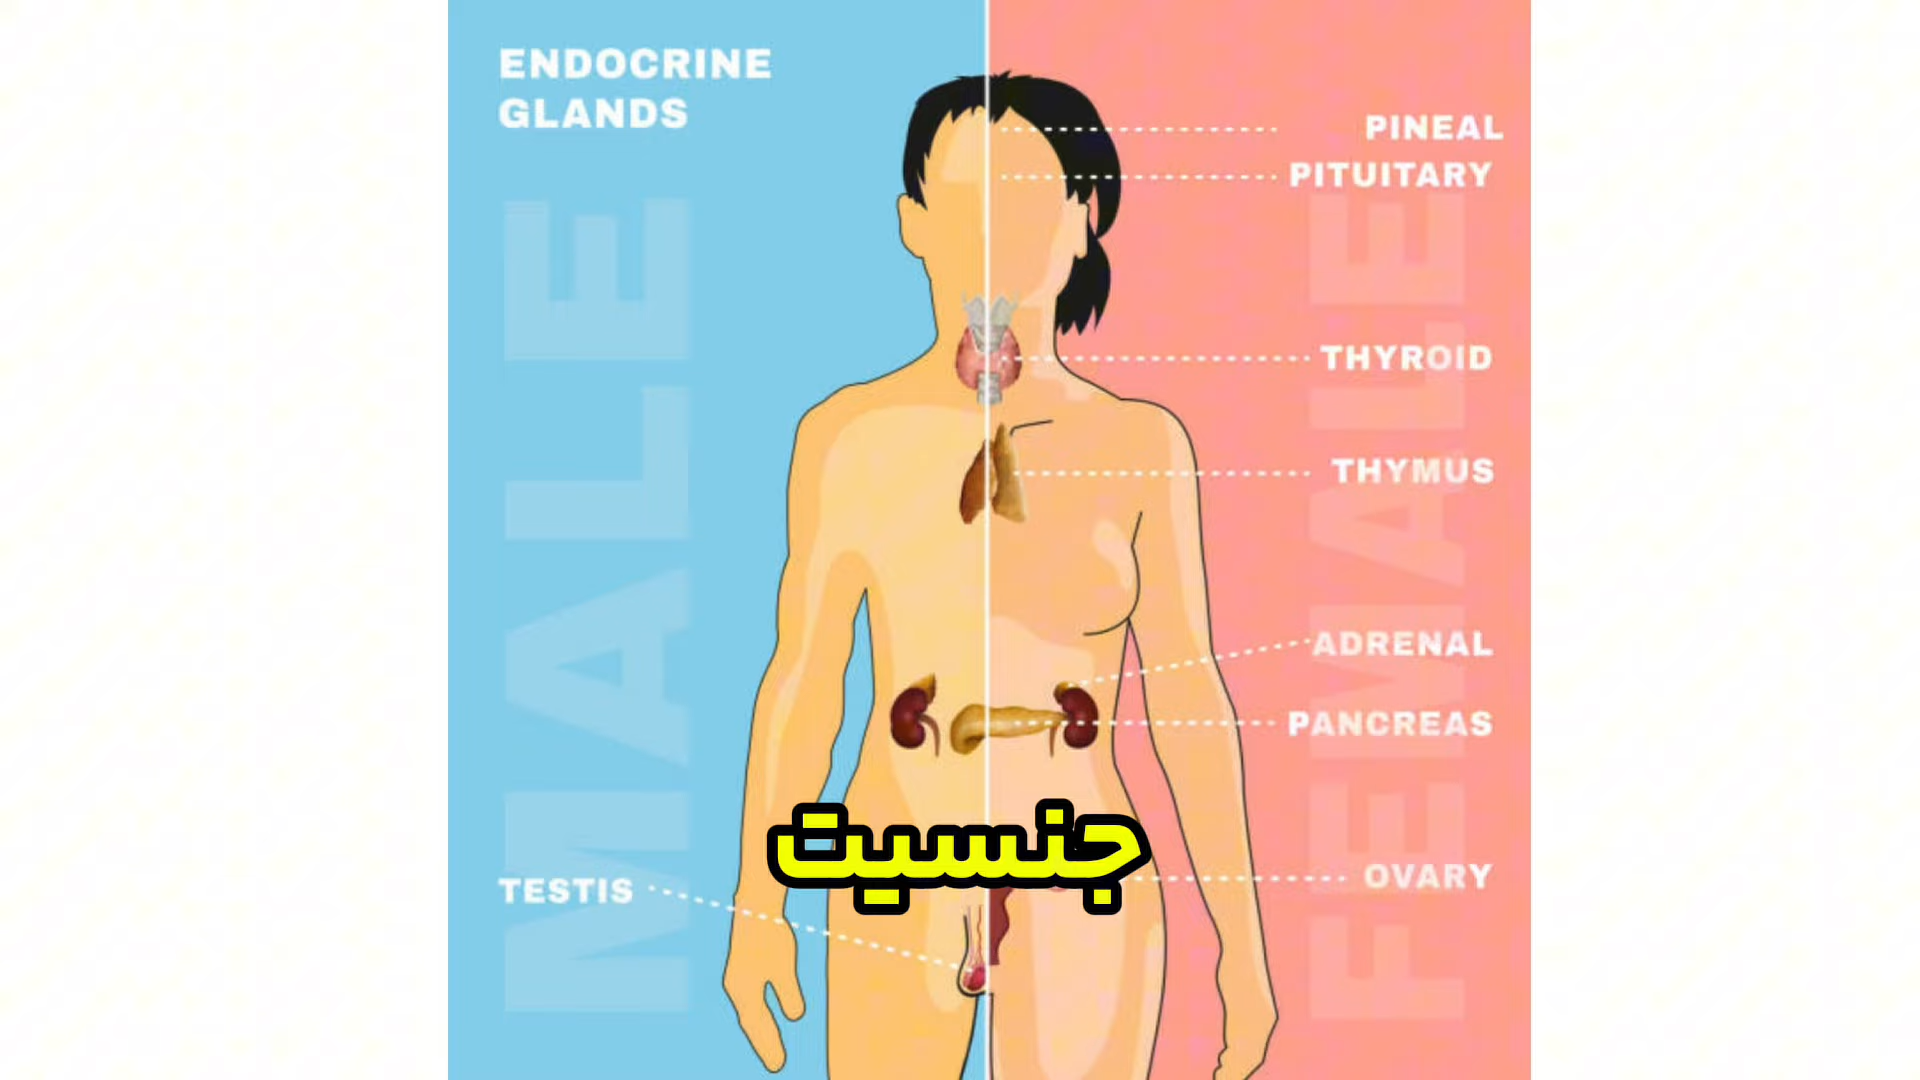 ENDOCRINE
GLANDS
MALE
FEMALE
PINEAL
PITUITARY
THYROID
THYMUS
ADRENAL
PANCREAS
OVARY
TESTIS
جنسیت